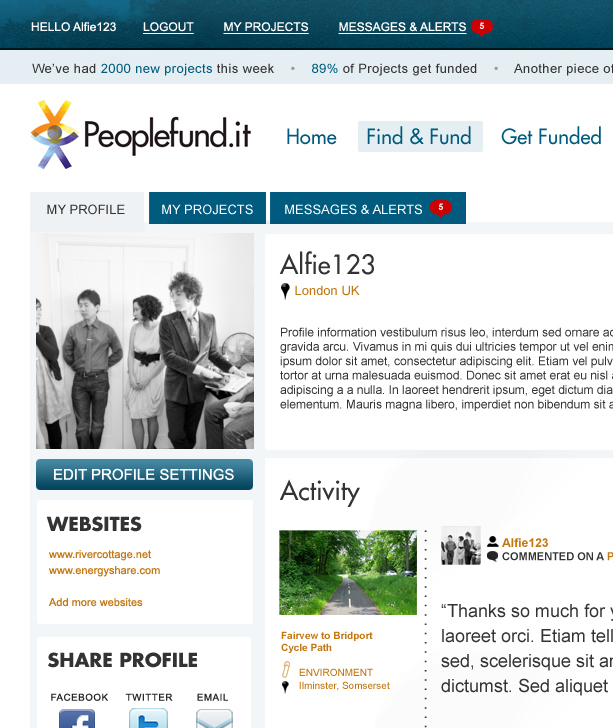 HELLO Alfie123 LOGOUT MY PROJECTS MESSAGES & ALERTS 5
We've had 2000 new projects this week • 89% of Projects get funded • Another piece of
Peoplefund.it Home Find & Fund Get Funded
MY PROFILE MY PROJECTS MESSAGES & ALERTS 5
Alfie123
London UK
Profile information vestibulum risus leo, interdum sed ornare ac
gravida arcu. Vivamus in mi quis dui ultricies tempor ut vel enim
ipsum dolor sit amet, consectetur adipiscing elit. Etiam vel pulv
tortor at urna malesuada euismod. Donec sit amet erat eu nisl
adipiscing a a nulla. In laoreet hendrerit ipsum, eget dictum dia
elementum. Mauris magna libero, imperdiet non bibendum sit a
EDIT PROFILE SETTINGS
WEBSITES
www.rivercottage.net
www.energyshare.com
Add more websites
SHARE PROFILE
FACEBOOK TWITTER EMAIL
Activity
Fairvew to Bridport
Cycle Path
ENVIRONMENT
Ilminster, Somserset
Alfie123
COMMENTED ON A P
“Thanks so much for y
laoreet orci. Etiam tell
sed, scelerisque sit ar
dictumst. Sed aliquet